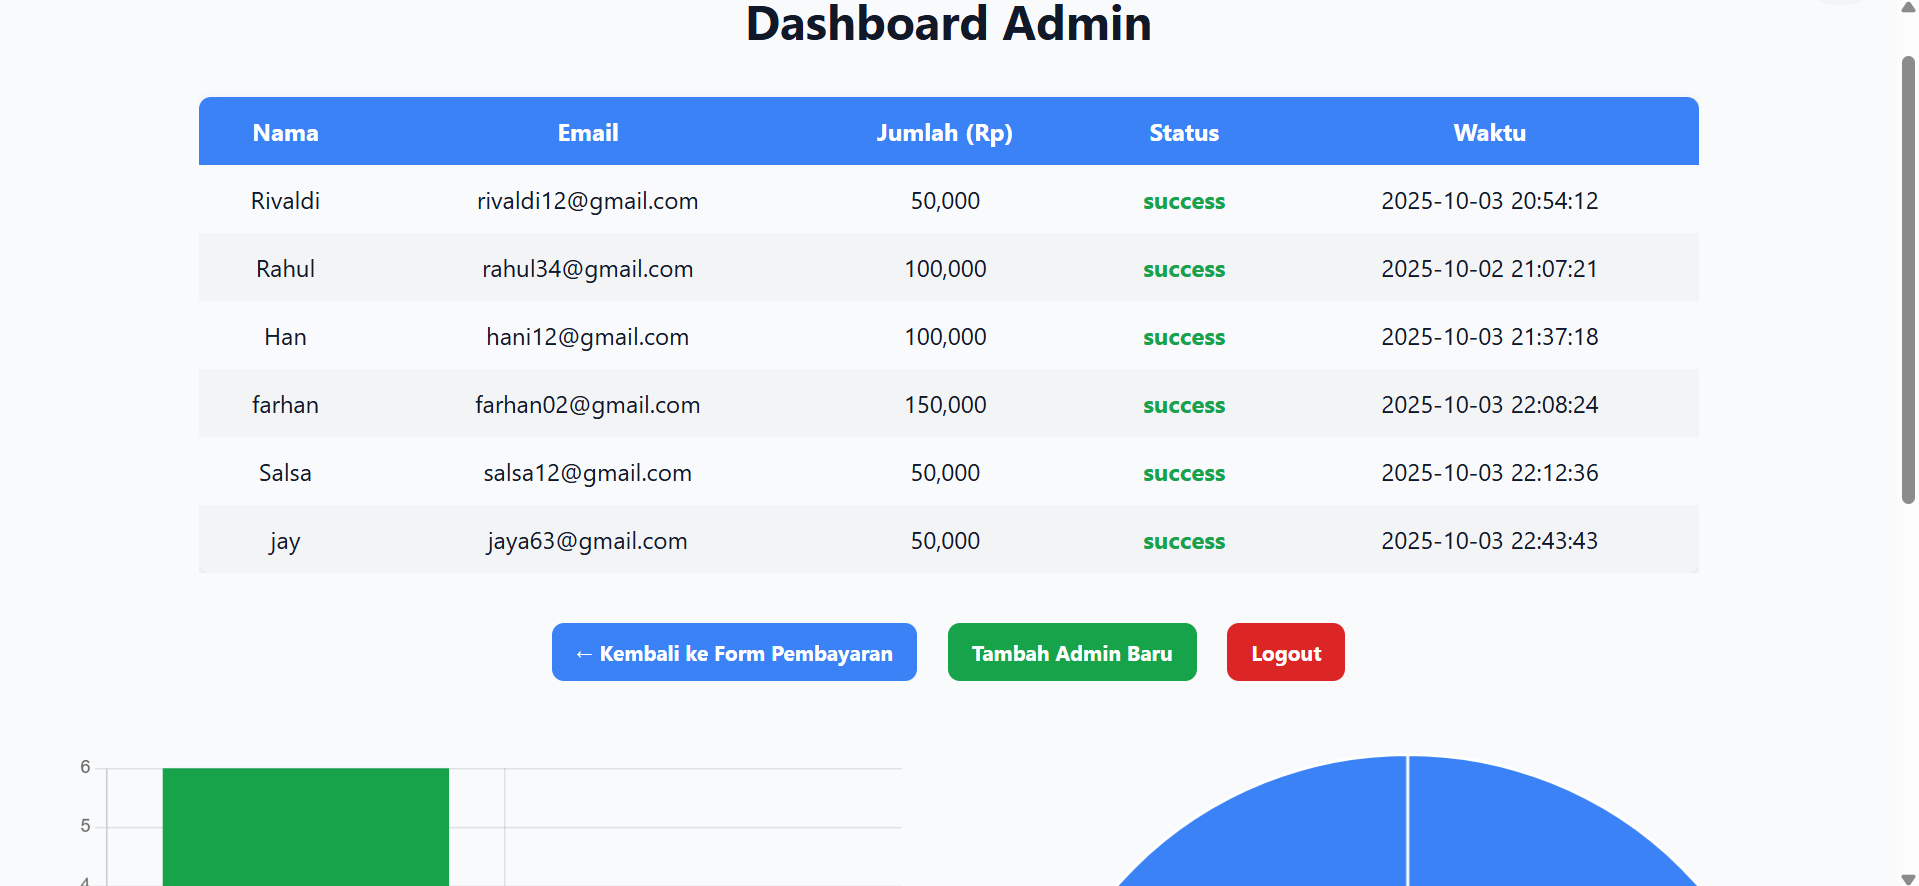 Dashboard Admin
Nama Email Jumlah (Rp) Status Waktu
Rivaldi rivaldi12@gmail.com 50,000 success 2025-10-03 20:54:12
Rahul rahul34@gmail.com 100,000 success 2025-10-02 21:07:21
Han hani12@gmail.com 100,000 success 2025-10-03 21:37:18
farhan farhan02@gmail.com 150,000 success 2025-10-03 22:08:24
Salsa salsa12@gmail.com 50,000 success 2025-10-03 22:12:36
jay jaya63@gmail.com 50,000 success 2025-10-03 22:43:43
← Kembali ke Form Pembayaran Tambah Admin Baru Logout
6
5
4